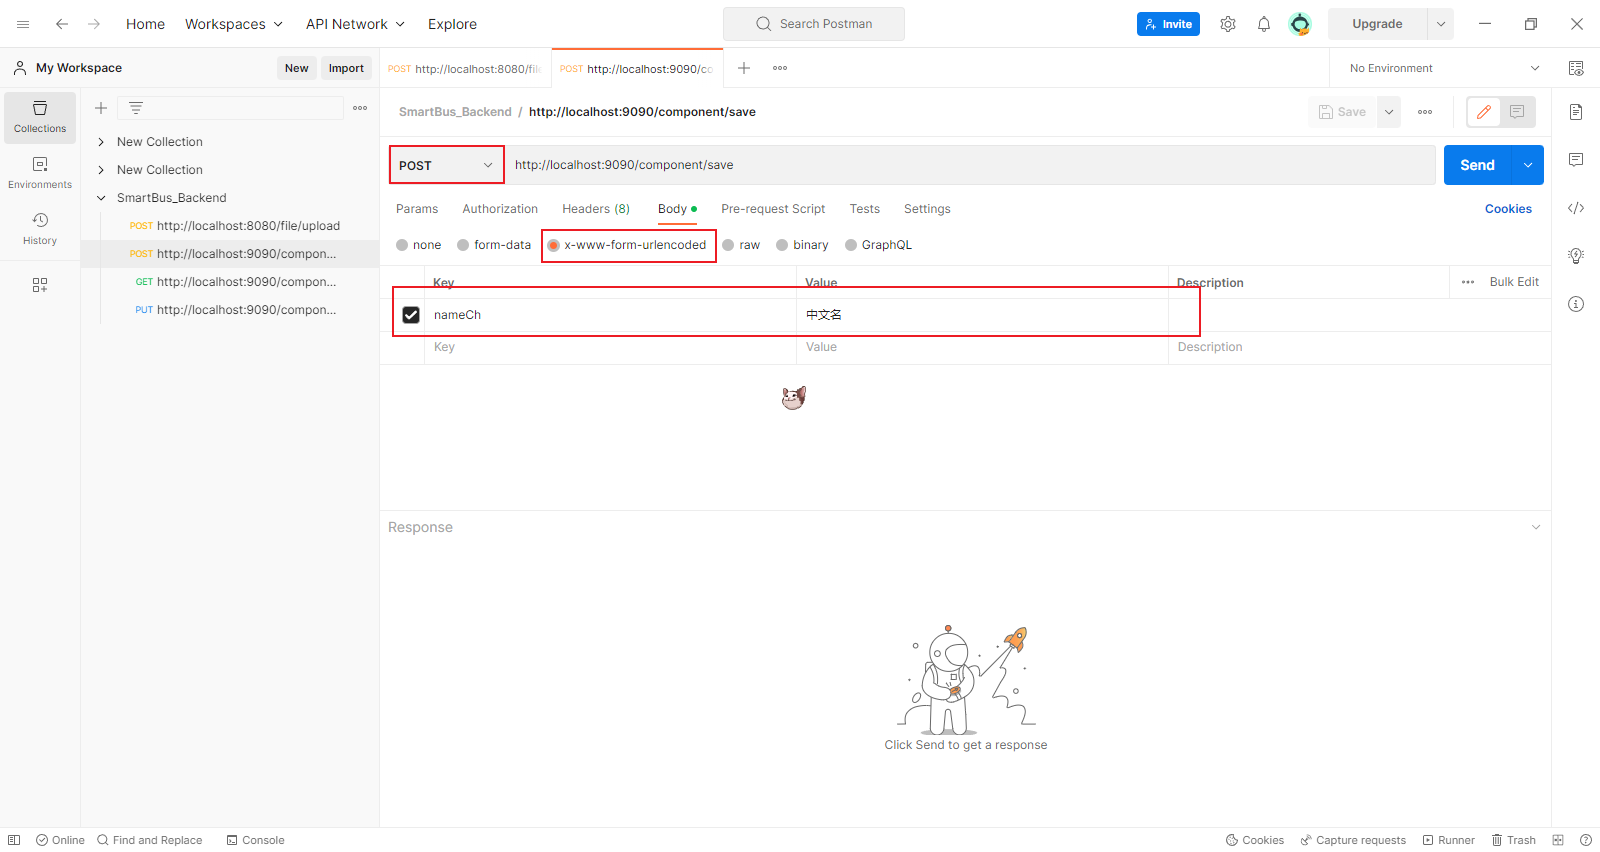 Home Workspaces API Network Explore Search Postman Invite Upgrade
My Workspace New Import POST http://localhost:8080/file POST http://localhost:9090/co No Environment
SmartBus_Backend / http://localhost:9090/component/save Save
Collections
New Collection
New Collection
SmartBus_Backend
POST http://localhost:8080/file/upload
POST http://localhost:9090/compon...
GET http://localhost:9090/compon...
PUT http://localhost:9090/compon...
Environments
History
POST http://localhost:9090/component/save Send
Params Authorization Headers (8) Body Pre-request Script Tests Settings Cookies
none form-data x-www-form-urlencoded raw binary GraphQL
Key Value Description Bulk Edit
nameCh 中文名
Key Value Description
Response
Click Send to get a response
Online Find and Replace Console Cookies Capture requests Runner Trash